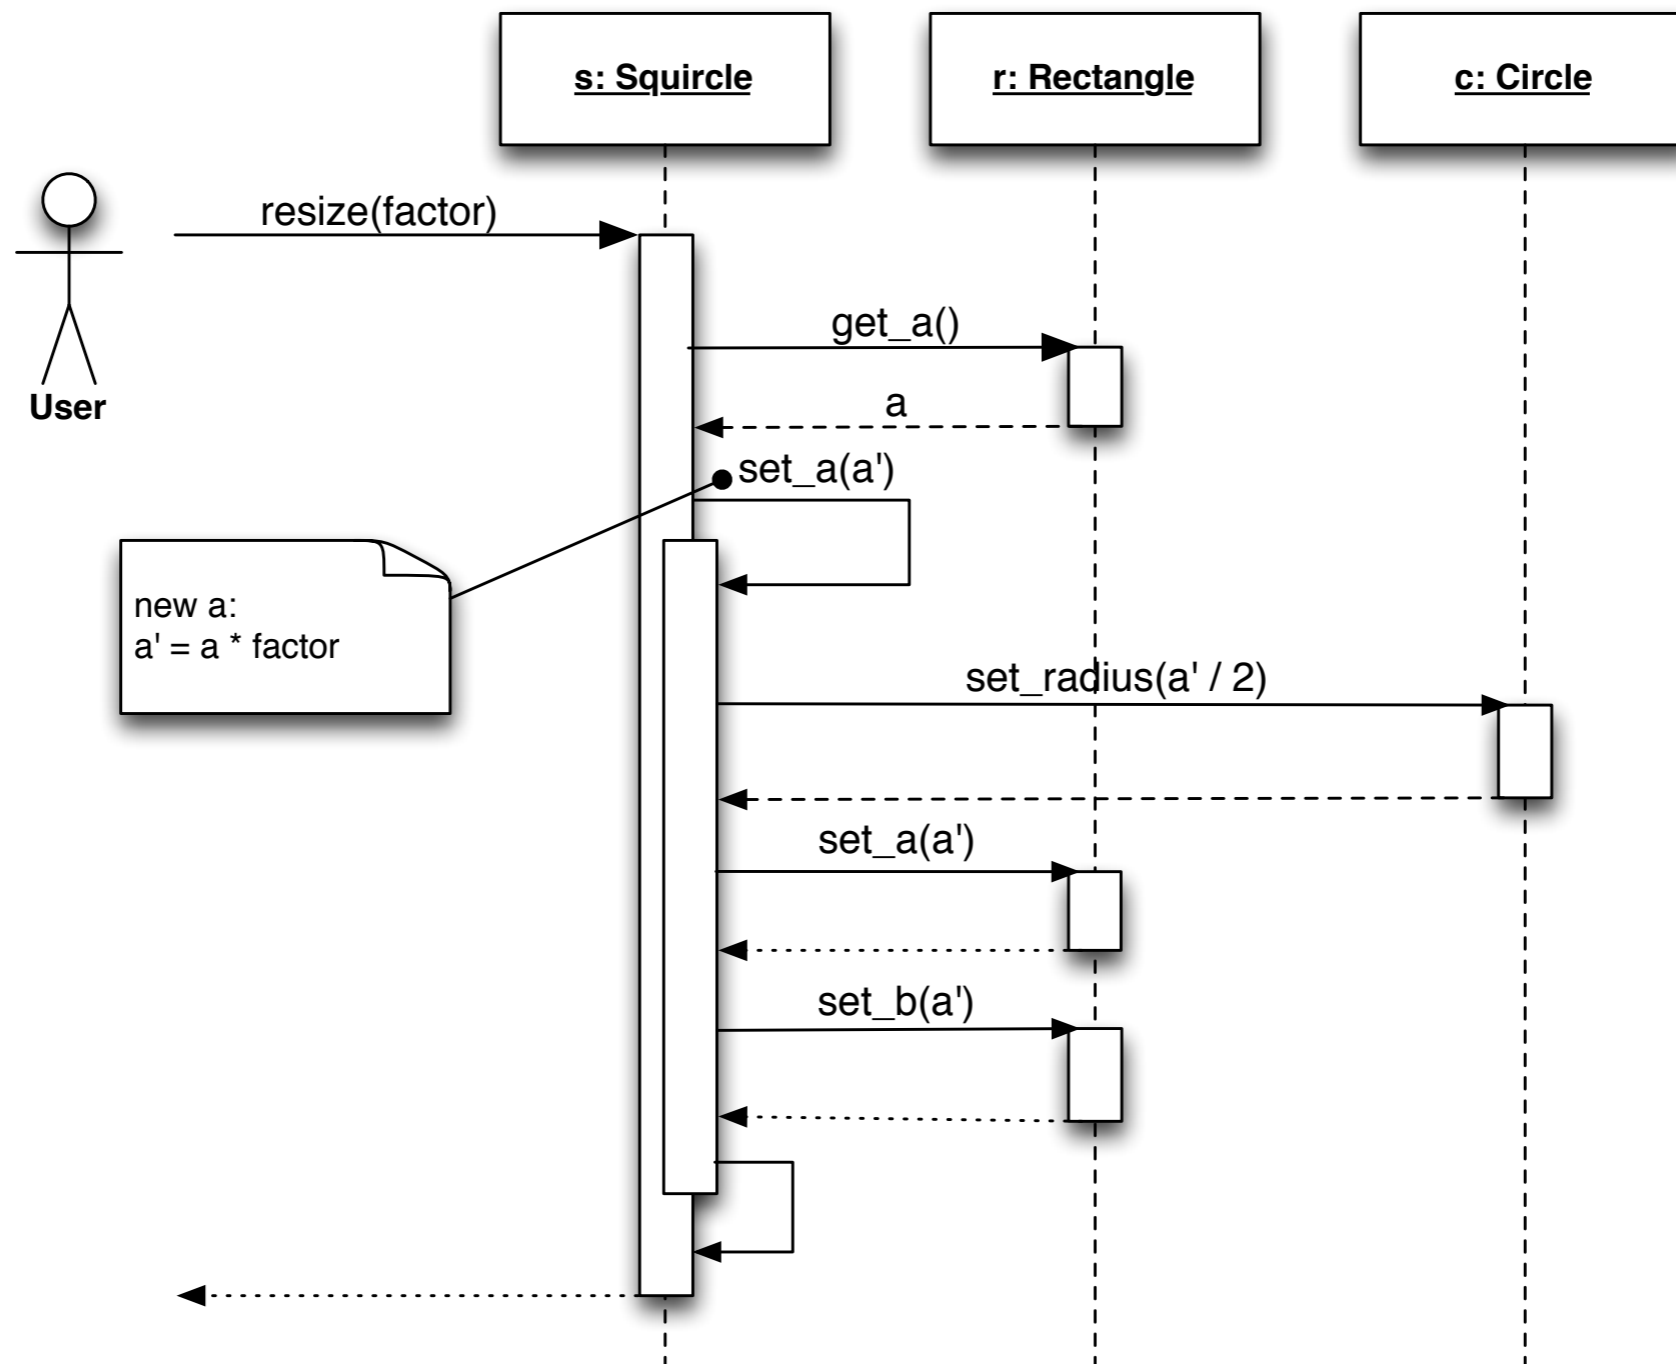 s: Squircle
r: Rectangle
c: Circle
resize(factor)
get_a()
User
a
set_a(a')
new a:
a' = a * factor
set_radius(a' / 2)
set_a(a')
set_b(a')